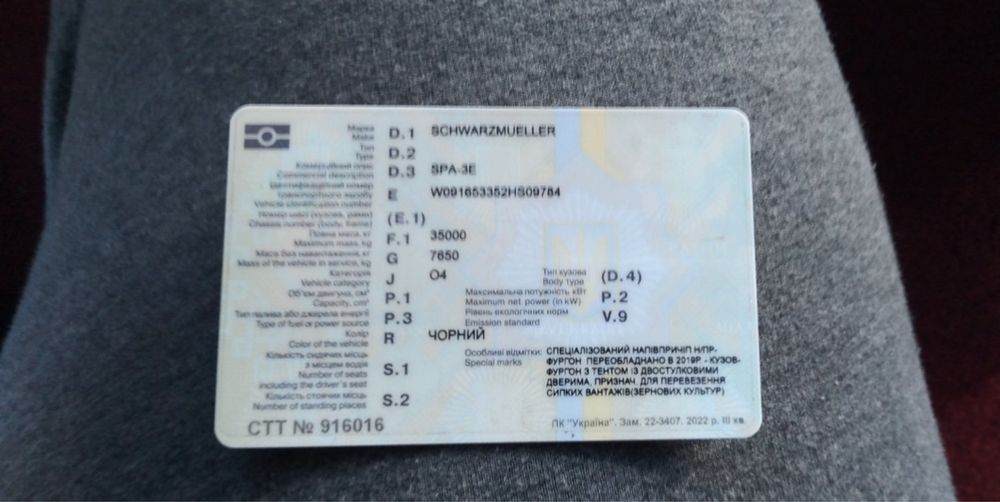 Марка
Make D.1 SCHWARZMUELLER
Тип
Type D.2
Комерційний опис
Commercial description D.3 SPA-3E
Ідентифікаційний номер
транспортного засобу
Vehicle identification number E W091653352HS09784
Номер шасі (кузова, рами)
Chassis number (body, frame) (E.1)
Повна маса, кг
Maximum mass, kg F.1 35000
Маса без навантаження, кг
Mass of the vehicle in service, kg G 7650
Категорія
Vehicle category J О4
Тип кузова
Body type (D.4)
Об'єм двигуна, см³
Capacity, cm³ P.1
Максимальна потужність кВт
Maximum net power (in kW) P.2
Тип палива або джерела енергії
Type of fuel or power source P.3
Рівень екологічних норм
Emission standard V.9
Колір
Color of the vehicle R ЧОРНИЙ
Кількість сидячих місць
з місцем водія
Number of seats
including the driver's seat S.1
Кількість стоячих місць
Number of standing places S.2
Особливі відмітки:
Special marks
СПЕЦІАЛІЗОВАНИЙ НАПІВПРИЧІП Н/ПР-
ФУРГОН ПЕРЕОБЛАДНАНО В 2019Р. - КУЗОВ-
ФУРГОН З ТЕНТОМ ІЗ ДВОСТУЛКОВИМИ
ДВЕРИМА, ПРИЗНАЧ. ДЛЯ ПЕРЕВЕЗЕННЯ
СИПКИХ ВАНТАЖІВ(ЗЕРНОВИХ КУЛЬТУР)
СТТ № 916016
ПК "Україна". Зам. 22-3407. 2022 р. III кв.